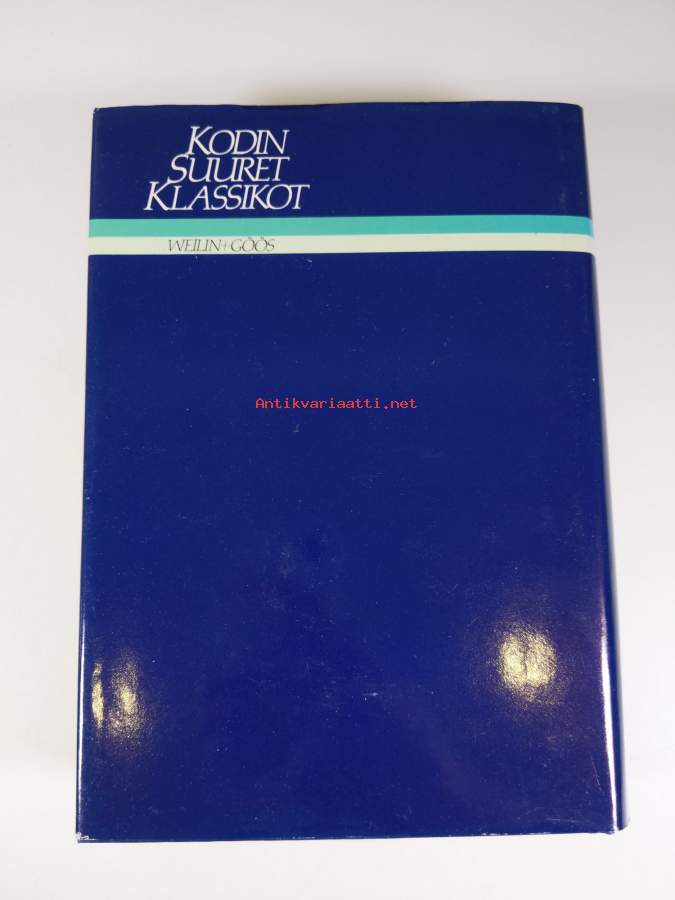 KODIN
SUURET
KLASSIKOT
WEILIN+GÖÖS
Antikvariaatti.net